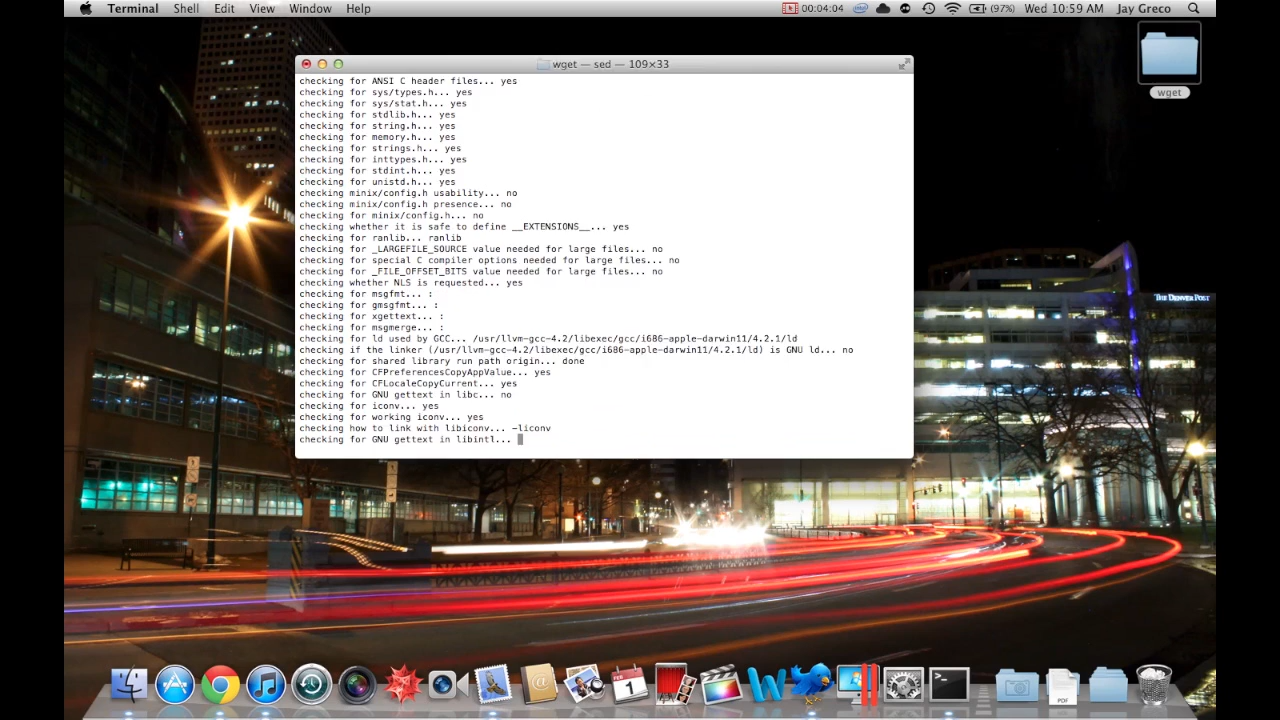 Terminal Shell Edit View Window Help 00:04:04 (97%) Wed 10:59 AM Jay Greco
wget — sed — 109×33
wget
checking for ANSI C header files... yes
checking for sys/types.h... yes
checking for sys/stat.h... yes
checking for stdlib.h... yes
checking for string.h... yes
checking for memory.h... yes
checking for strings.h... yes
checking for inttypes.h... yes
checking for stdint.h... yes
checking for unistd.h... yes
checking minix/config.h usability... no
checking minix/config.h presence... no
checking for minix/config.h... no
checking whether it is safe to define __EXTENSIONS__... yes
checking for ranlib... ranlib
checking for _LARGEFILE_SOURCE value needed for large files... no
checking for special C compiler options needed for large files... no
checking for _FILE_OFFSET_BITS value needed for large files... no
checking whether NLS is requested... yes
checking for msgfmt... :
checking for gmsgfmt... :
checking for xgettext... :
checking for msgmerge... :
checking for ld used by GCC... /usr/llvm-gcc-4.2/libexec/gcc/i686-apple-darwin11/4.2.1/ld
checking if the linker (/usr/llvm-gcc-4.2/libexec/gcc/i686-apple-darwin11/4.2.1/ld) is GNU ld... no
checking for shared library run path origin... done
checking for CFPreferencesCopyAppValue... yes
checking for CFLocaleCopyCurrent... yes
checking for GNU gettext in libc... no
checking for iconv... yes
checking for working iconv... yes
checking how to link with libiconv... -liconv
checking for GNU gettext in libintl...
THE DENVER POST
FEB
1
PDF